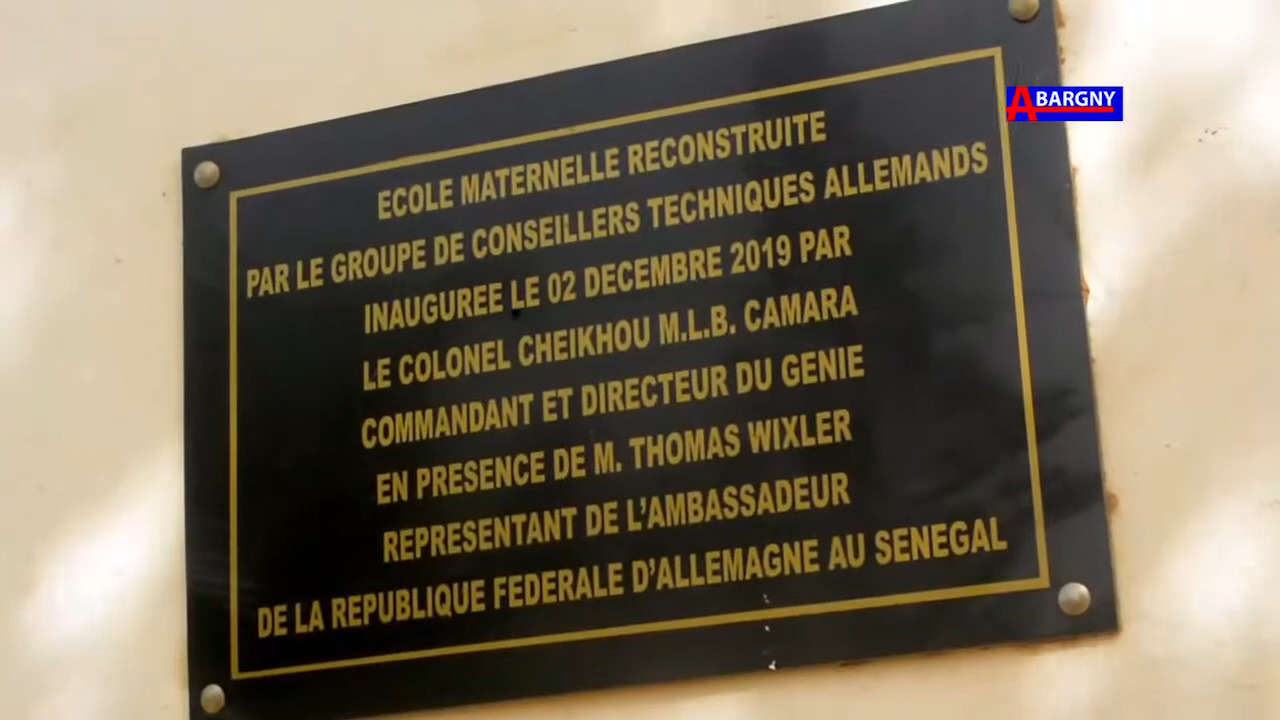 ABARGNY
ECOLE MATERNELLE RECONSTRUITE
PAR LE GROUPE DE CONSEILLERS TECHNIQUES ALLEMANDS
INAUGUREE LE 02 DECEMBRE 2019 PAR
LE COLONEL CHEIKHOU M.L.B. CAMARA
COMMANDANT ET DIRECTEUR DU GENIE
EN PRESENCE DE M. THOMAS WIXLER
REPRESENTANT DE L'AMBASSADEUR
DE LA REPUBLIQUE FEDERALE D'ALLEMAGNE AU SENEGAL